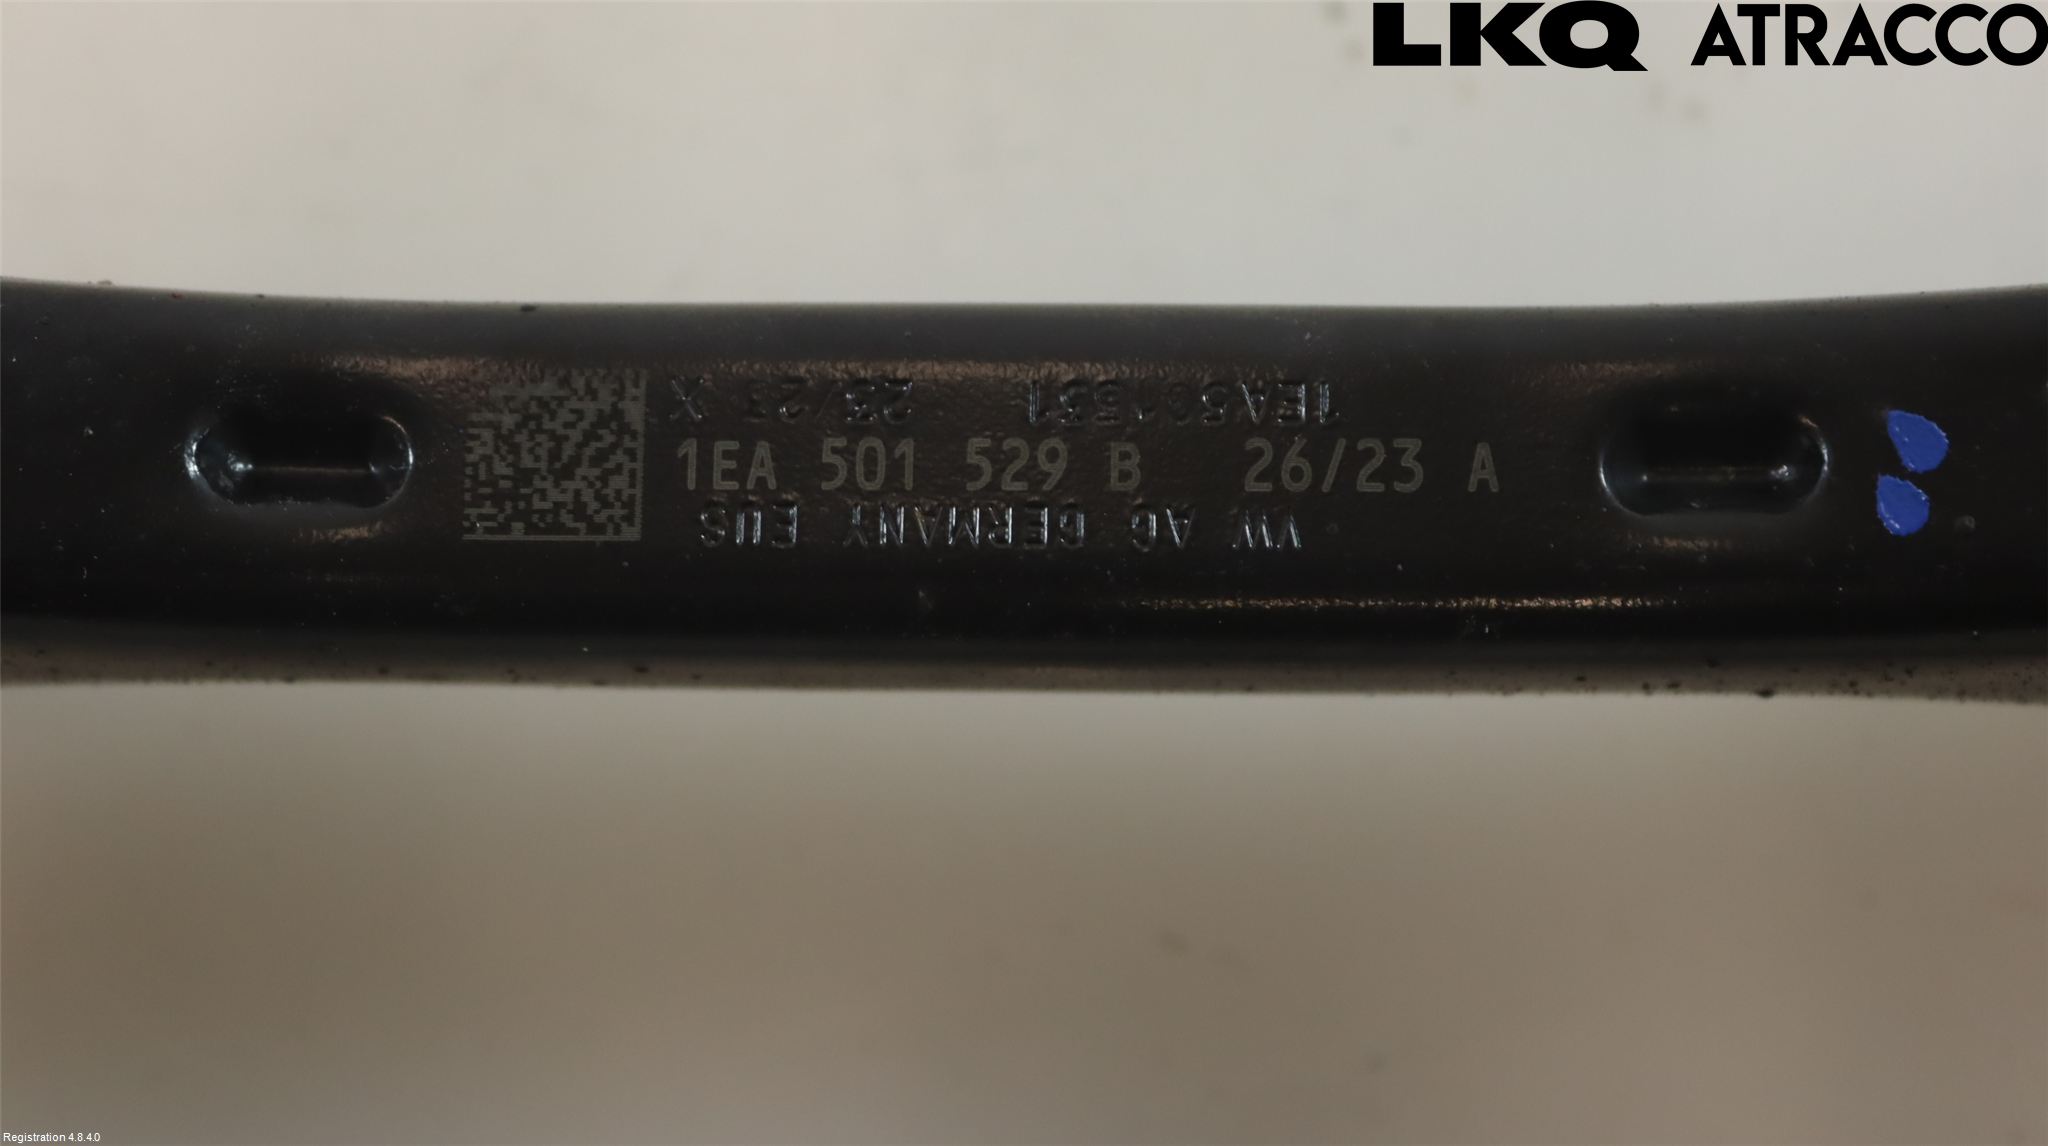 LKQ ATRACCO
1EA501531 23/23 X
1EA 501 529 B 26/23 A
VW AG GERMANY EUS
Registration 4.8.4.0